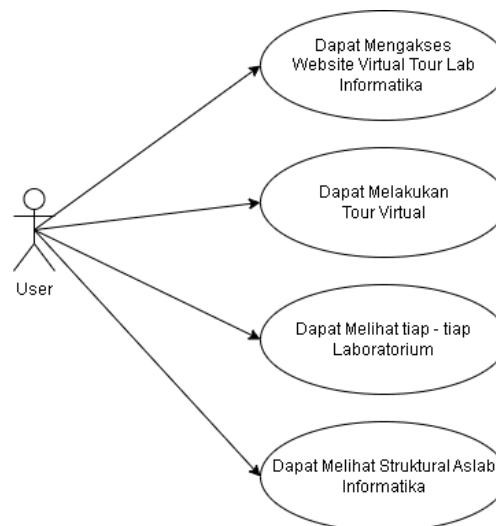 Dapat Mengakses
Website Virtual Tour Lab
Informatika
Dapat Melakukan
Tour Virtual
User
Dapat Melihat tiap - tiap
Laboratorium
Dapat Melihat Struktural Aslab
Informatika